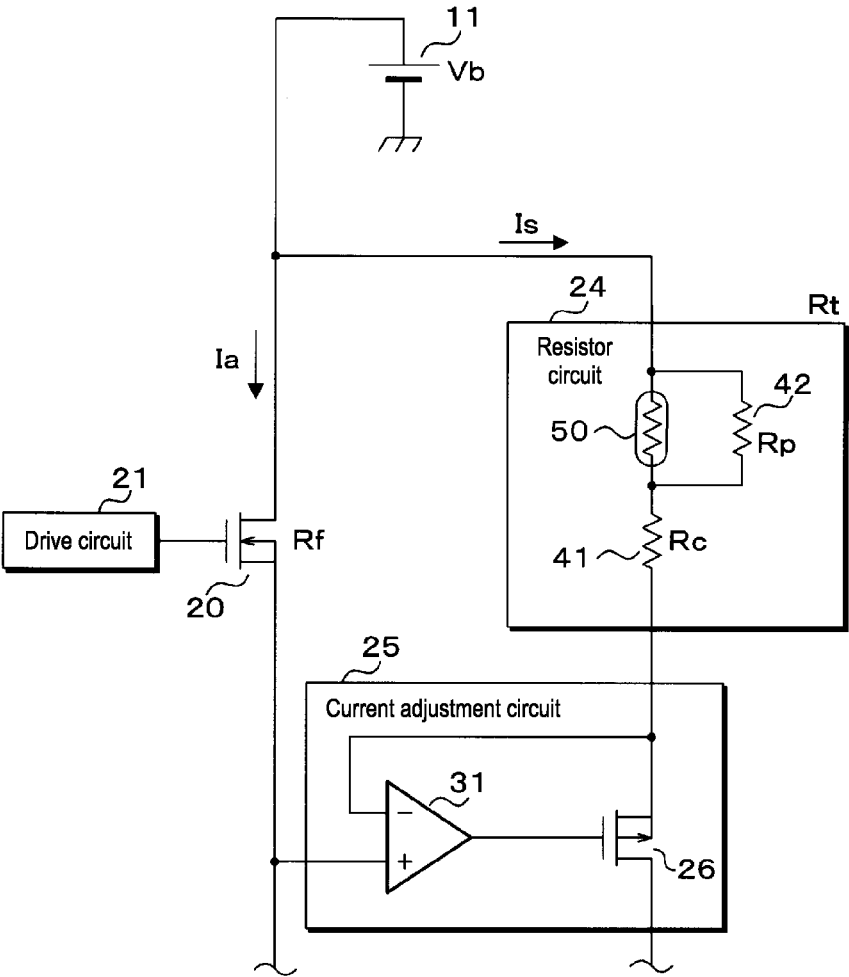 11
Vb
Is
24
Rt
Resistor
circuit
Ia
42
50
Rp
21
Drive circuit
Rf
Rc
41
20
25
Current adjustment circuit
31
−
+
26